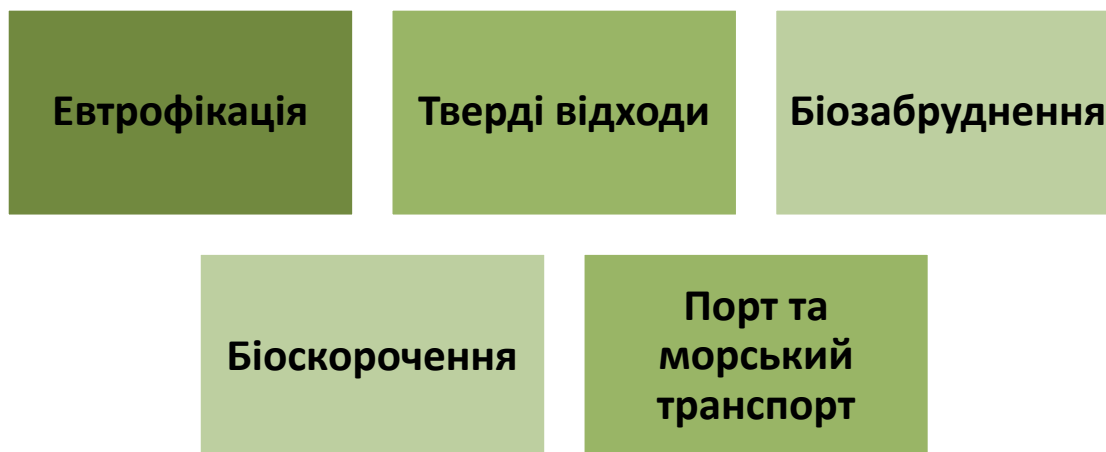 Евтрофікація
Тверді відходи
Біозабруднення
Біоскорочення
Порт та
морський
транспорт